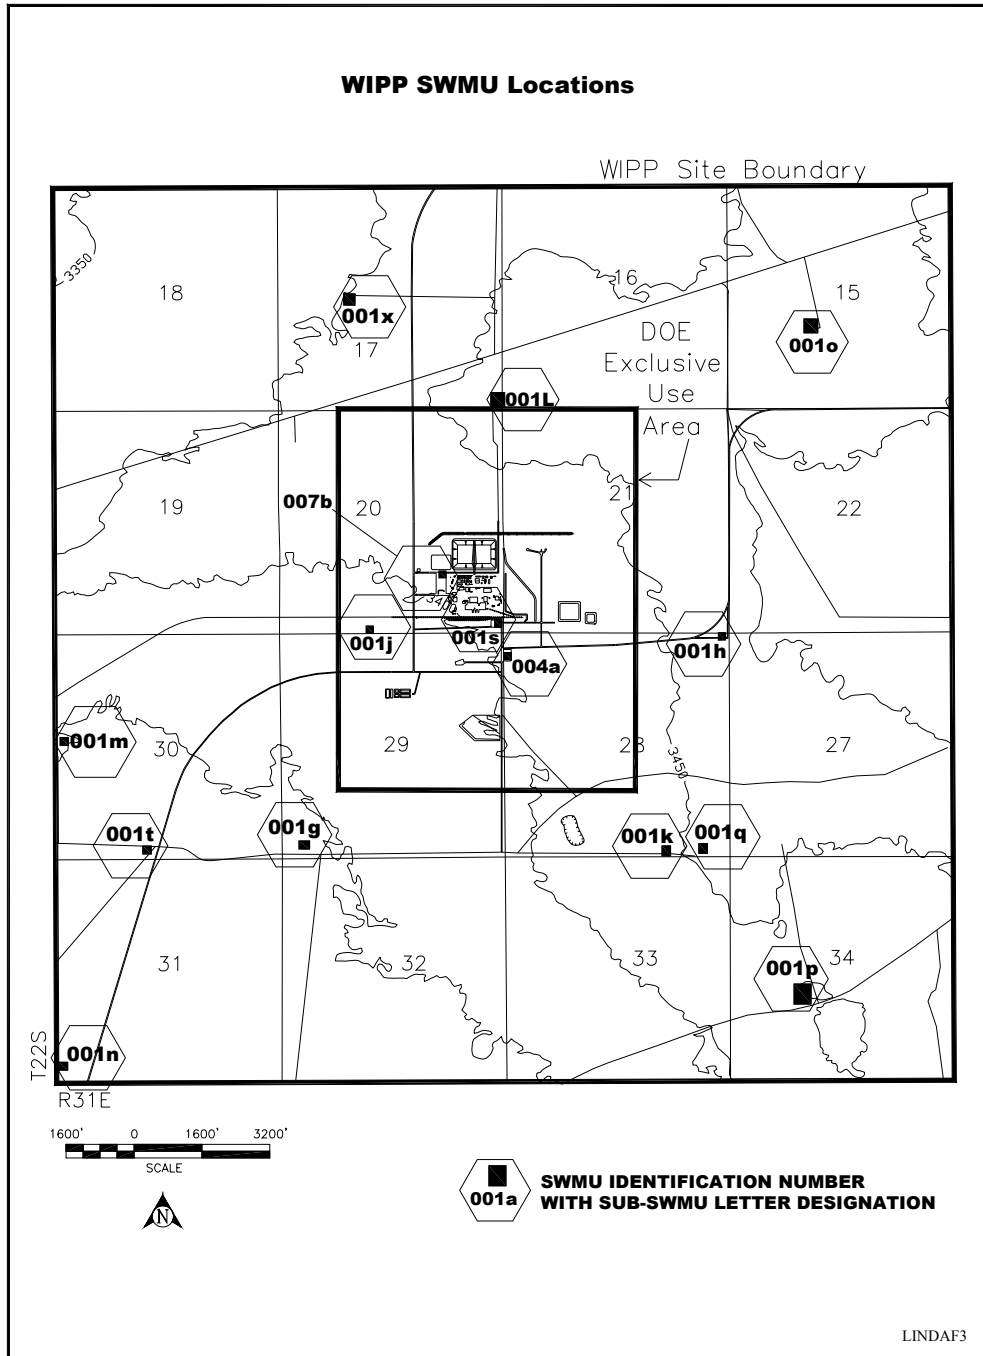 WIPP SWMU Locations
WIPP Site Boundary
3350
18
16
15
001x
17
001o
DOE
Exclusive
Use
Area
001L
007b
19
20
21
22
001j
001s
004a
001h
001m
30
29
28
27
3450
001t
001g
001k
001q
31
32
33
34
001p
001n
T22S
R31E
1600' 0 1600' 3200'
SCALE
N
001a
SWMU IDENTIFICATION NUMBER
WITH SUB-SWMU LETTER DESIGNATION
LINDAF3